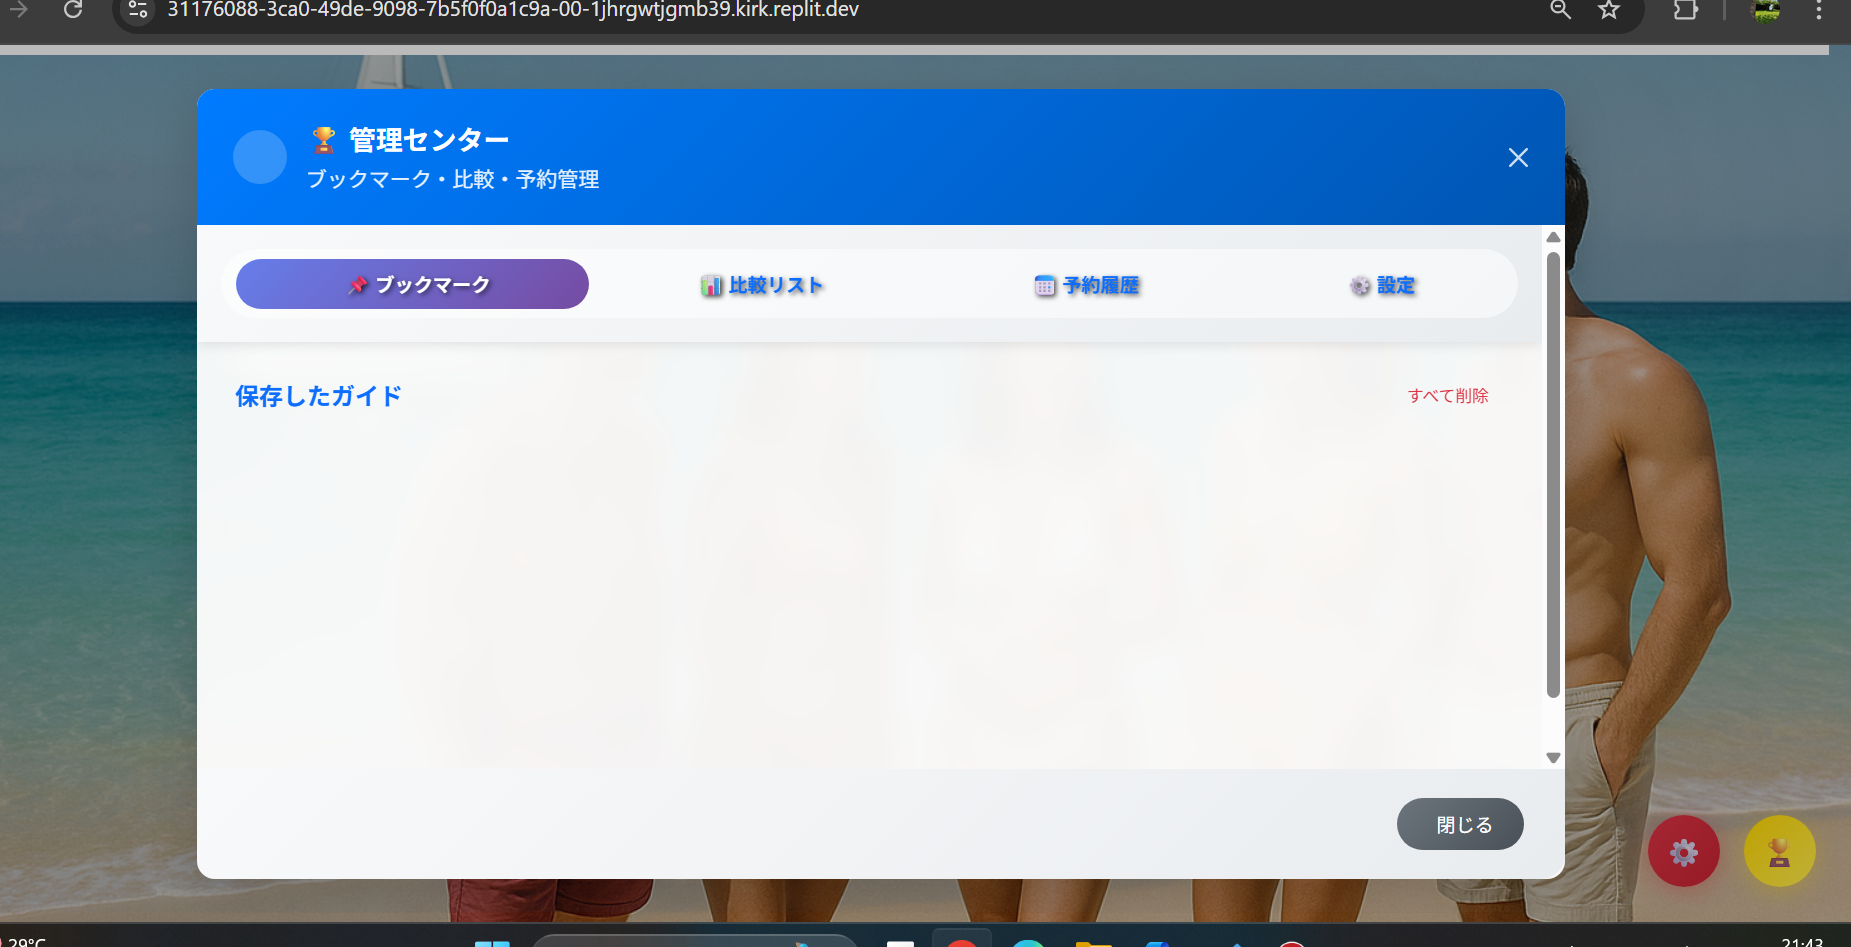 31176088-3ca0-49de-9098-7b5f0f0a1c9a-00-1jhrgwtjgmb39.kirk.replit.dev
管理センター
ブックマーク・比較・予約管理
ブックマーク
比較リスト
予約履歴
設定
保存したガイド
すべて削除
閉じる
29°C
21:43